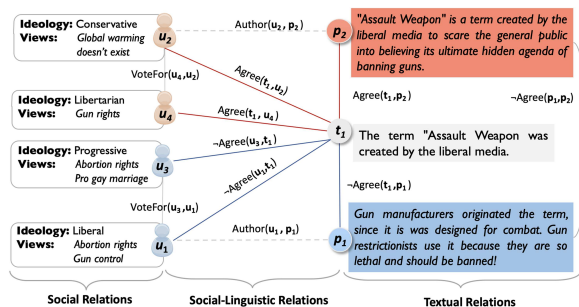 Ideology: Conservative
Views: Global warming
doesn't exist
u2
Author(u2, p2)
p2
"Assault Weapon" is a term created by the
liberal media to scare the general public
into believing its ultimate hidden agenda of
banning guns.
VoteFor(u4,u2)
Agree(t1,u2)
Agree(t1,p2)
¬Agree(p1,p2)
Ideology: Libertarian
Views: Gun rights
u4
Agree(t1, u4)
t1
The term "Assault Weapon was
created by the liberal media.
Ideology: Progressive
Views: Abortion rights
Pro gay marriage
u3
¬Agree(u3,t1)
¬Agree(u3,t1)
¬Agree(t1,p1)
VoteFor(u3,u1)
Ideology: Liberal
Views: Abortion rights
Gun control
u1
Author(u1, p1)
p1
Gun manufacturers originated the term,
since it is was designed for combat. Gun
restrictionists use it because they are so
lethal and should be banned!
Social Relations
Social-Linguistic Relations
Textual Relations